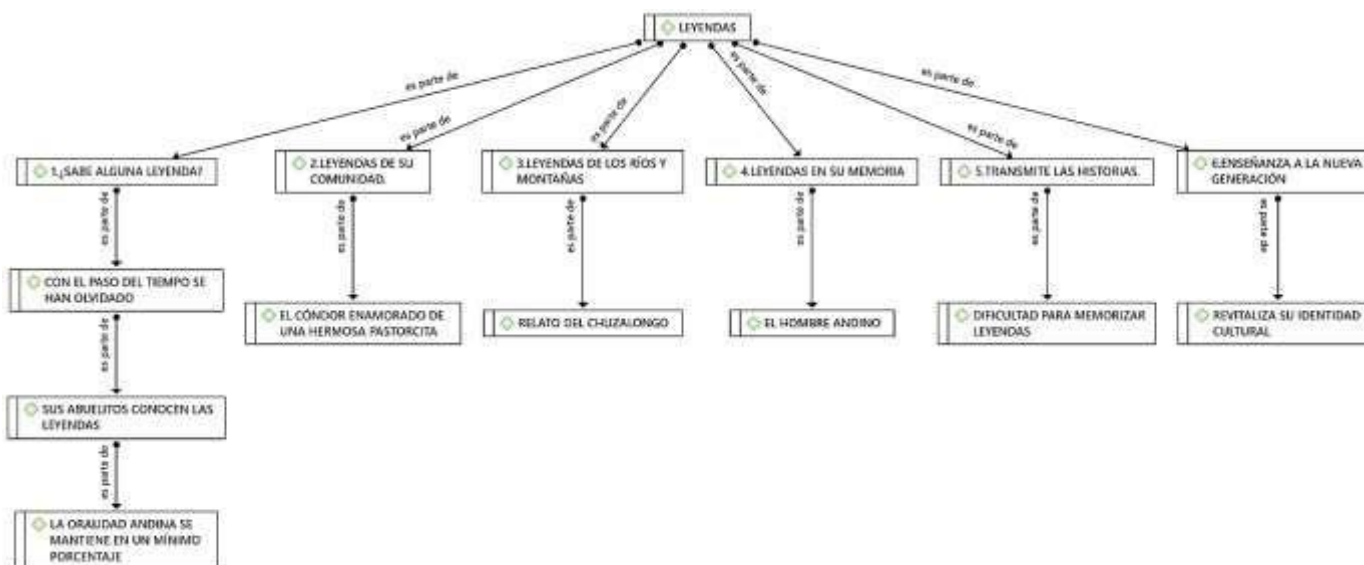 LEYENDAS
es parte de
es parte de
es parte de
es parte de
es parte de
es parte de
1.¿SABE ALGUNA LEYENDA?
2.LEYENDAS DE SU
COMUNIDAD.
3.LEYENDAS DE LOS RÍOS Y
MONTAÑAS
4.LEYENDAS EN SU MEMORIA
5.TRANSMITE LAS HISTORIAS.
6.ENSEÑANZA A LA NUEVA
GENERACIÓN
es parte de
es parte de
es parte de
es parte de
es parte de
es parte de
CON EL PASO DEL TIEMPO SE
HAN OLVIDADO
EL CÓNDOR ENAMORADO DE
UNA HERMOSA PASTORCITA
RELATO DEL CHUZALONGO
EL HOMBRE ANDINO
DIFICULTAD PARA MEMORIZAR
LEYENDAS
REVITALIZA SU IDENTIDAD
CULTURAL
es parte de
SUS ABUELITOS CONOCEN LAS
LEYENDAS
es parte de
LA ORALIDAD ANDINA SE
MANTIENE EN UN MÍNIMO
PORCENTAJE